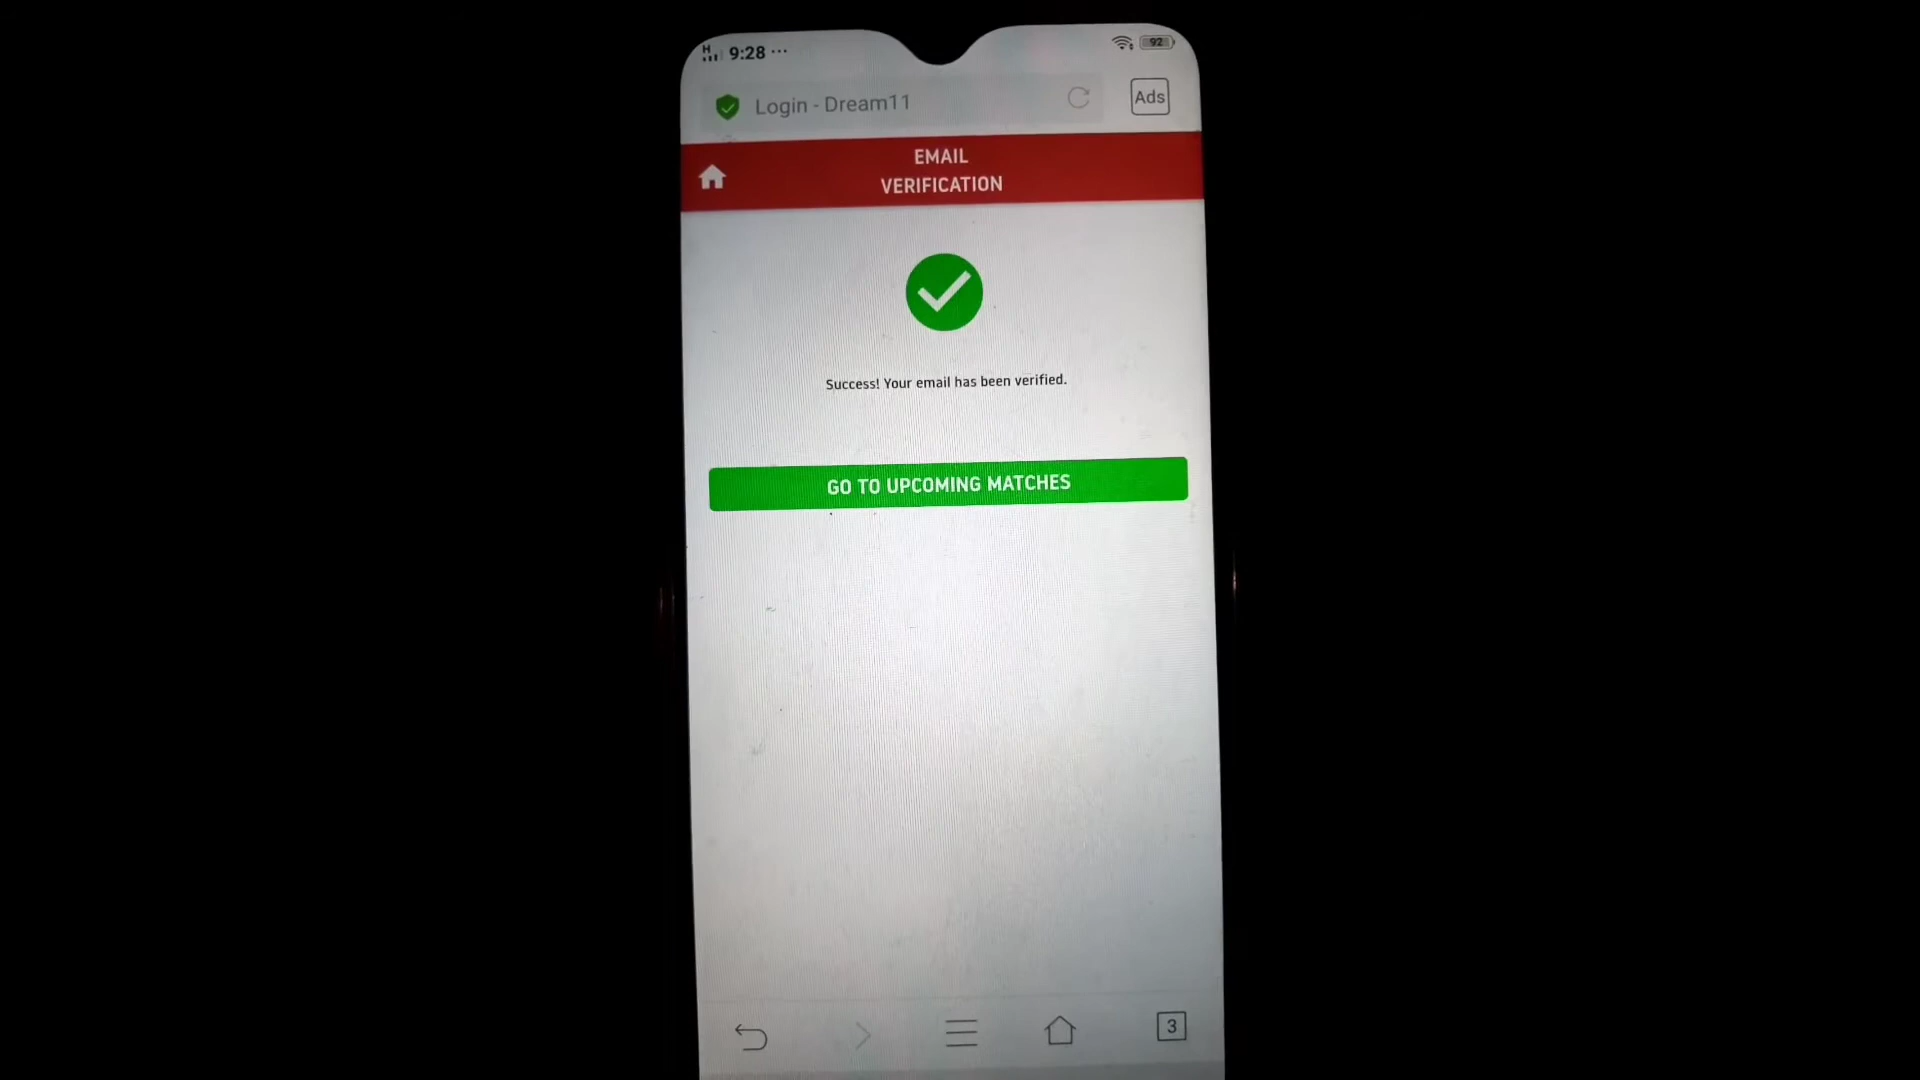 H 9:28 ... 92
Login - Dream11 Ads
EMAIL
VERIFICATION
Success! Your email has been verified.
GO TO UPCOMING MATCHES
3